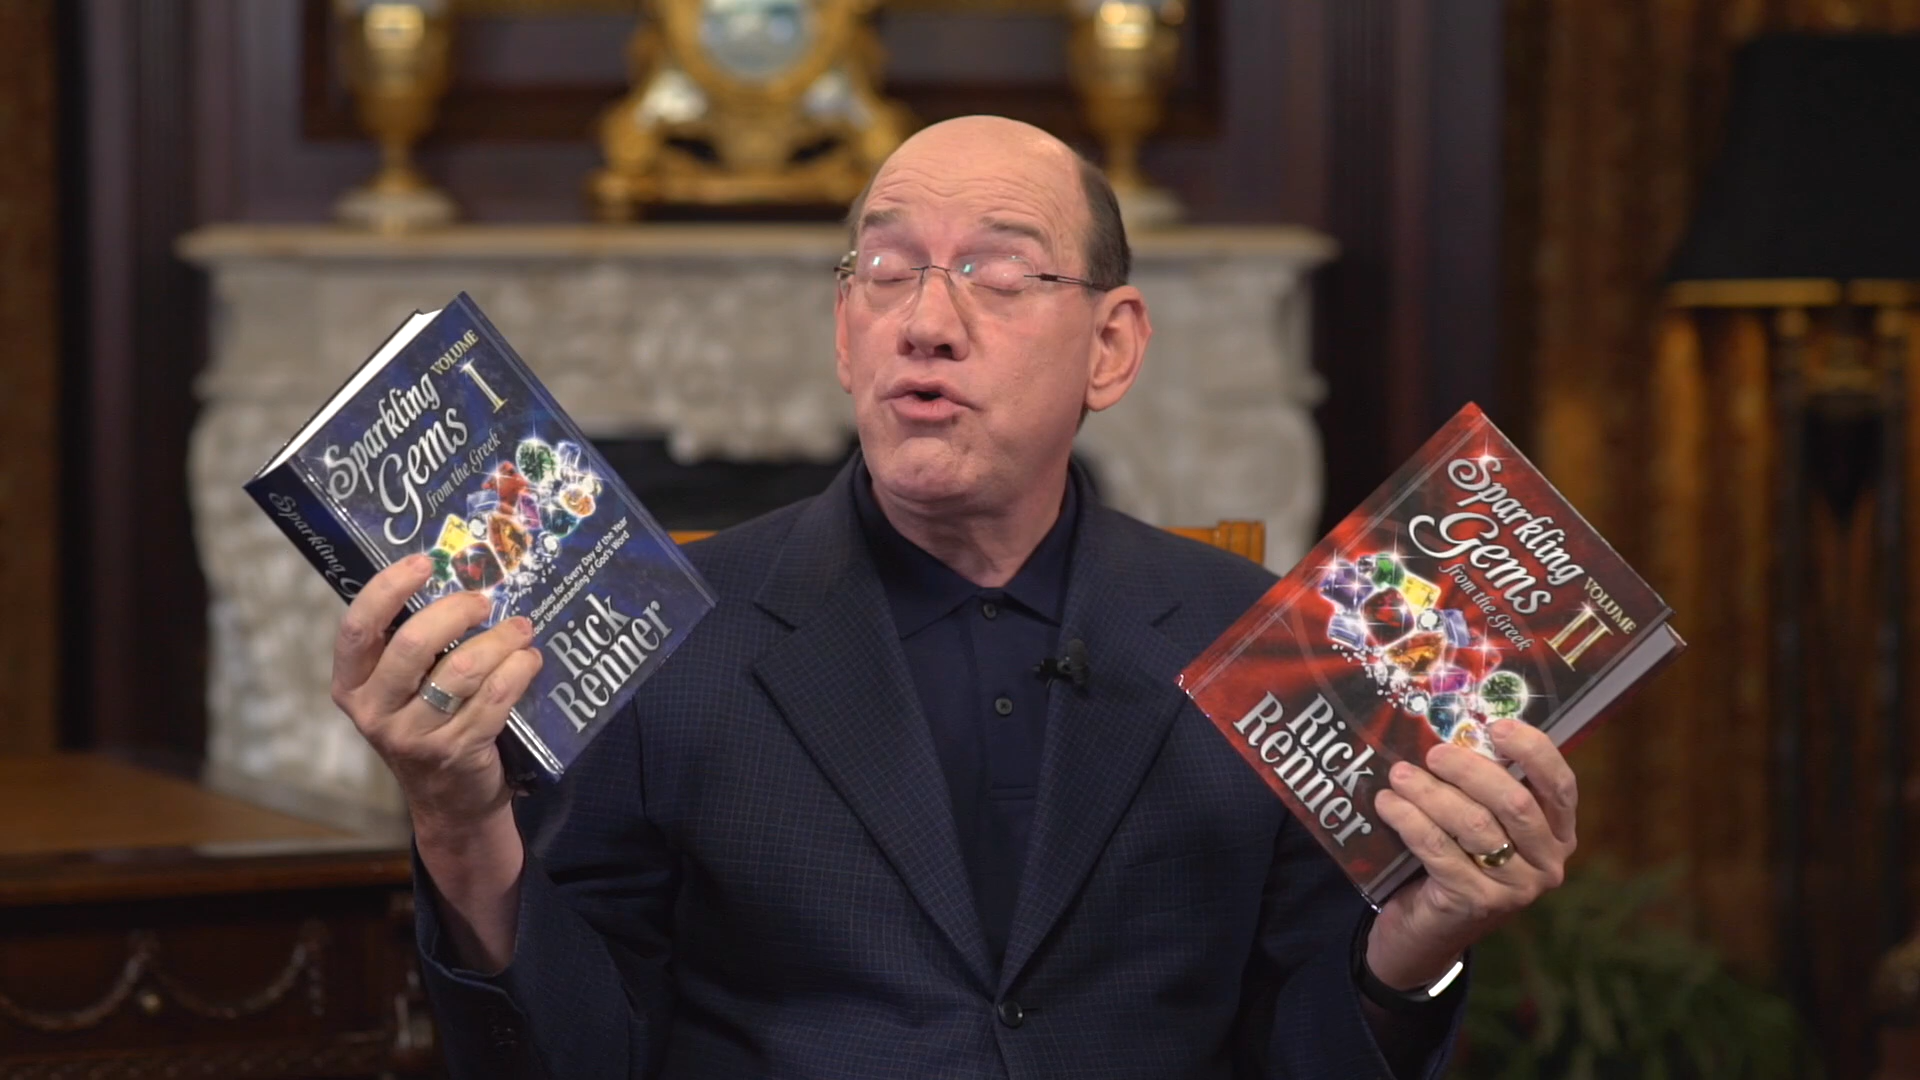 Sparkling
VOLUME
Gems
I
from the Greek
Studies for Every Day of the Year
Understanding of God's Word
Rick
Renner
Sparkling
Sparkling
Gems
VOLUME
from the Greek
II
Rick
Renner